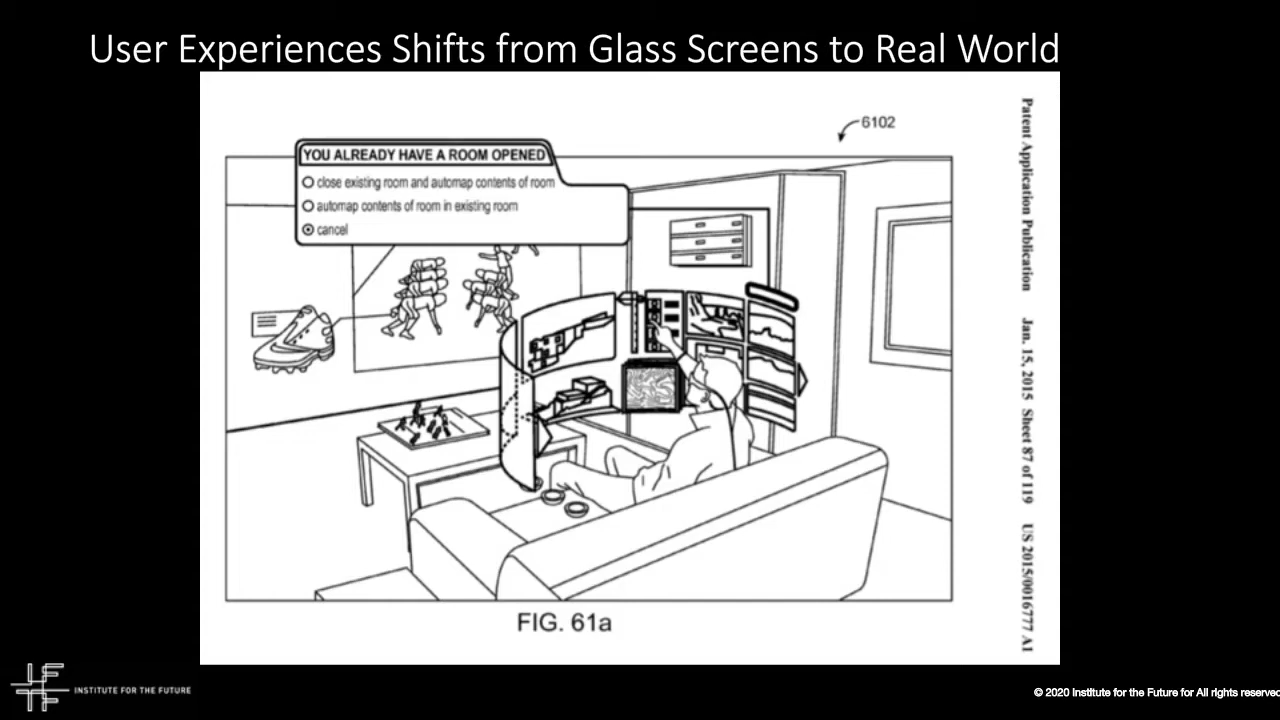 User Experiences Shifts from Glass Screens to Real World
6102
YOU ALREADY HAVE A ROOM OPENED
close existing room and automap contents of room
automap contents of room in existing room
cancel
Patent Application Publication Jan. 15, 2015 Sheet 87 of 119 US 2015/0016777 A1
FIG. 61a
INSTITUTE FOR THE FUTURE
© 2020 Institute for the Future for All rights reserved